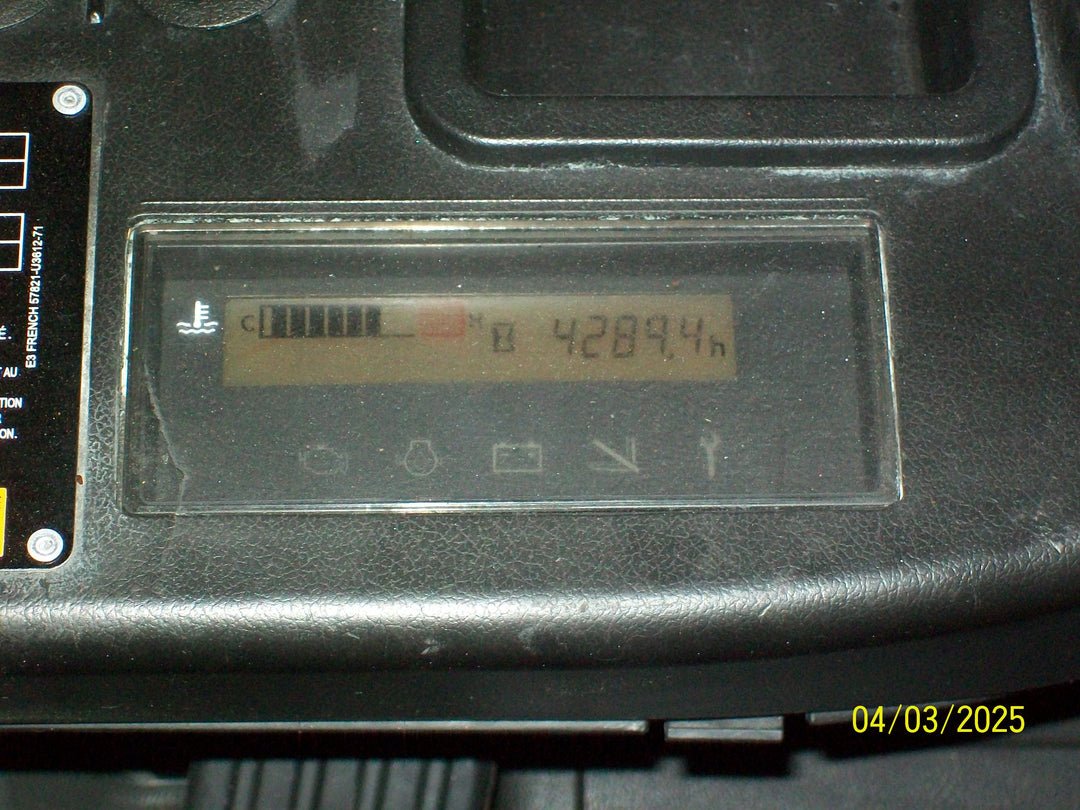 É.
AU
TION
ON.
E3 FRENCH 57821-U3612-71
C H 4289.4h
04/03/2025